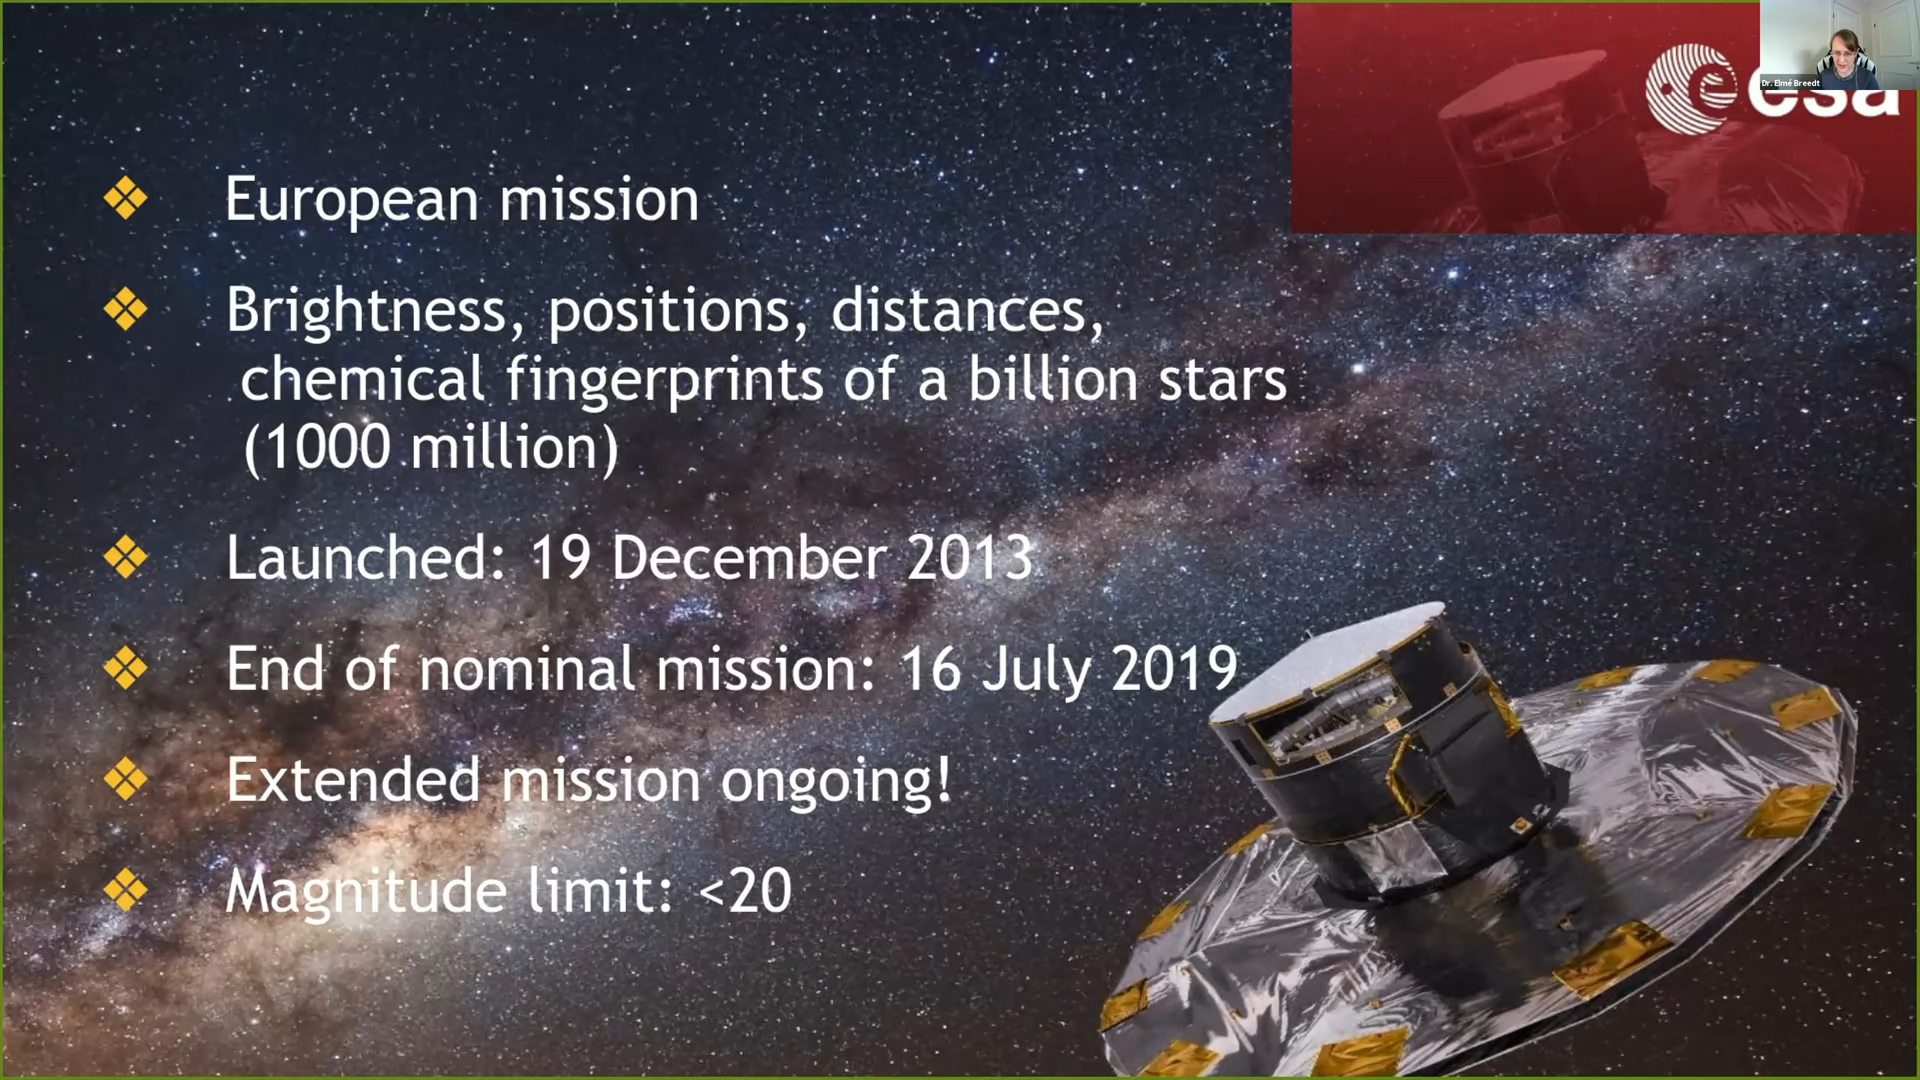 esa
Dr. Elmé Breedt
European mission
Brightness, positions, distances,
chemical fingerprints of a billion stars
(1000 million)
Launched: 19 December 2013
End of nominal mission: 16 July 2019
Extended mission ongoing!
Magnitude limit: <20